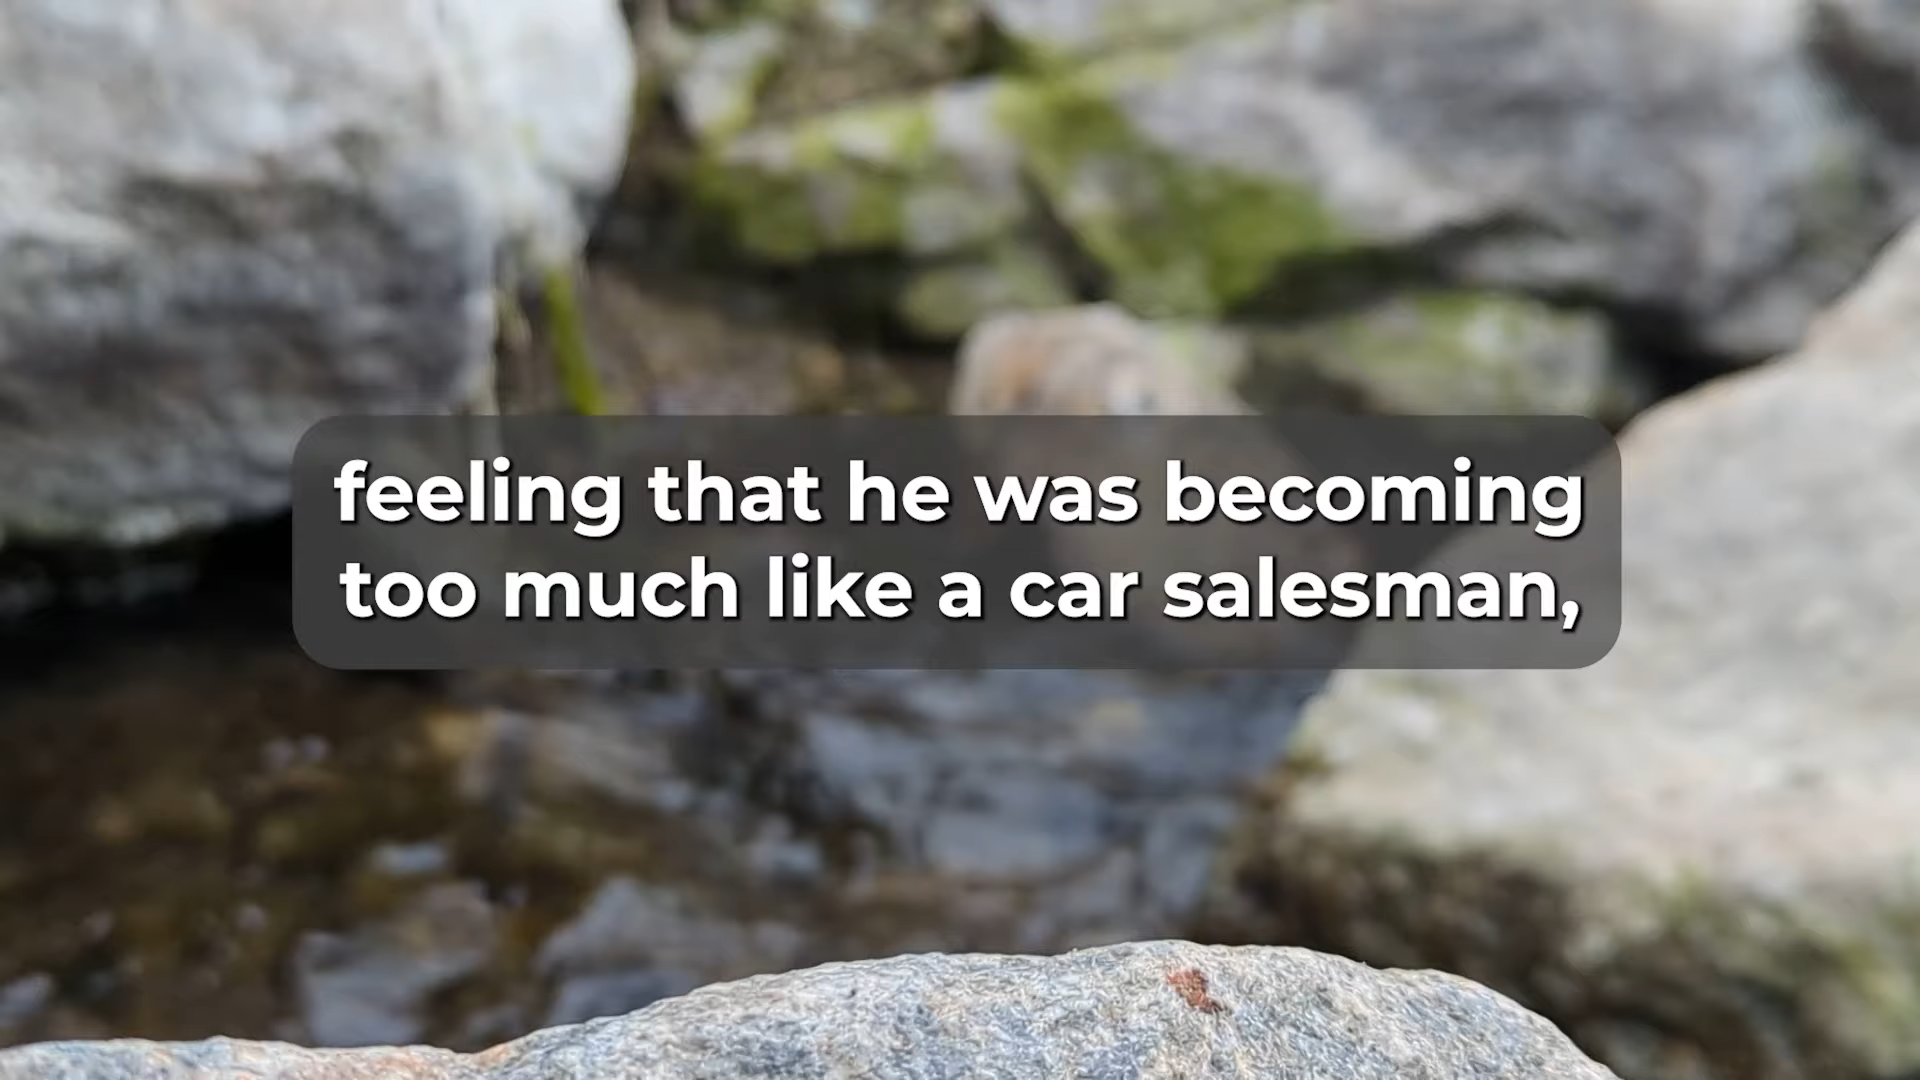 feeling that he was becoming
too much like a car salesman,